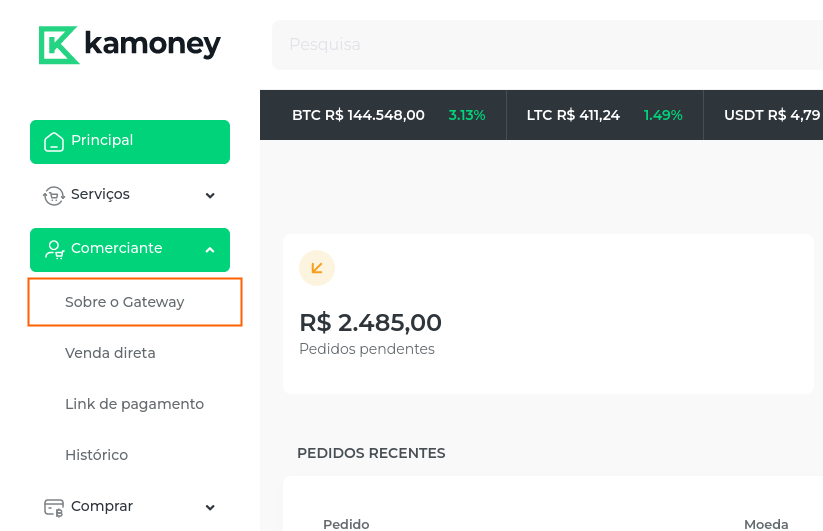 kamoney
Pesquisa
BTC R$ 144.548,00 3.13% LTC R$ 411,24 1.49% USDT R$ 4,79
Principal
Serviços
Comerciante
Sobre o Gateway
Venda direta
Link de pagamento
Histórico
Comprar
R$ 2.485,00
Pedidos pendentes
PEDIDOS RECENTES
Pedido Moeda